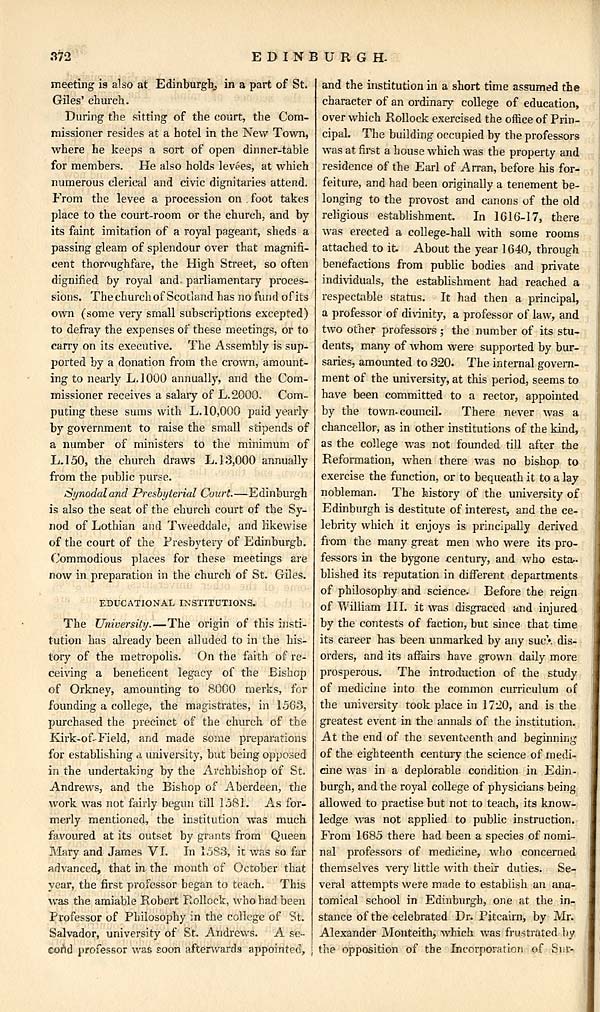 372
EDINBURGH.
meeting is also at Edinburgh, in a part of St.
Giles' church.
During the sitting of the court, the Com-
missioner resides at a hotel in the New Town,
where he keeps a sort of open dinner-table
for members. He also holds levées, at which
numerous clerical and civic dignitaries attend.
From the levee a procession on foot takes
place to the court-room or the church, and by
its faint imitation of a royal pageant, sheds a
passing gleam of splendour over that magnifi-
cent thoroughfare, the High Street, so often
dignified by royal and parliamentary proces-
sions. The church of Scotland has no fund of its
own (some very small subscriptions excepted)
to defray the expenses of these meetings, or to
carry on its executive. The Assembly is sup-
ported by a donation from the crown, amount-
ing to nearly L.1000 annually, and the Com-
missioner receives a salary of L.2000. Com-
puting these sums with L.10,000 paid yearly
by government to raise the small stipends of
a number of ministers to the minimum of
L.150, the church draws L.13,000 annually
from the public purse.
Synodal and Presbyterial Court.—Edinburgh
is also the seat of the church court of the Sy-
nod of Lothian and Tweeddale, and likewise
of the court of the Presbytery of Edinburgh.
Commodious places for these meetings are
now in preparation in the church of St. Giles.
EDUCATIONAL INSTITUTIONS.
The University.—The origin of this insti-
tution has already been alluded to in the his-
tory of the metropolis. On the faith of re-
ceiving a beneficent legacy of the Bishop
of Orkney, amounting to 8000 merks, for
founding a college, the magistrates, in 1563,
purchased the precinct of the church of the
Kirk-of-Field, and made some preparations
for establishing a university, but being opposed
in the undertaking by the Archbishop of St.
Andrews, and the Bishop of Aberdeen, the
work was not fairly begun till 1581. As for-
merly mentioned, the institution was much
favoured at its outset by grants from Queen
Mary and James VI. In 1583, it was so far
advanced, that in the month of October that
year, the first professor began to teach. This
was the amiable Robert Rollock, who had been
Professor of Philosophy in the college of St.
Salvador, university of St. Andrews. A se-
cond professor was soon afterwards appointed,
and the institution in a short time assumed the
character of an ordinary college of education,
over which Rollock exercised the office of Prin-
cipal. The building occupied by the professors
was at first a house which was the property and
residence of the Earl of Arran, before his for-
feiture, and had been originally a tenement be-
longing to the provost and canons of the old
religious establishment. In 1616-17, there
was erected a college-hall with some rooms
attached to it. About the year 1640, through
benefactions from public bodies and private
individuals, the establishment had reached a
respectable status. It had then a principal,
a professor of divinity, a professor of law, and
two other professors; the number of its stu-
dents, many of whom were supported by bur-
saries, amounted to 320. The internal govern-
ment of the university, at this period, seems to
have been committed to a rector, appointed
by the town-council. There never was a
chancellor, as in other institutions of the kind,
as the college was not founded till after the
Reformation, when there was no bishop to
exercise the function, or to bequeath it to a lay
nobleman. The history of the university of
Edinburgh is destitute of interest, and the ce-
lebrity which it enjoys is principally derived
from the many great men who were its pro-
fessors in the bygone century, and who esta-
blished its reputation in different departments
of philosophy and science. Before the reign
of William III. it was disgraced and injured
by the contests of faction, but since that time
its career has been unmarked by any such dis-
orders, and its affairs have grown daily more
prosperous. The introduction of the study
of medicine into the common curriculum of
the university took place in 1720, and is the
greatest event in the annals of the institution.
At the end of the seventeenth and beginning
of the eighteenth century the science of medi-
cine was in a deplorable condition in Edin-
burgh, and the royal college of physicians being
allowed to practise but not to teach, its know-
ledge was not applied to public instruction.
From 1685 there had been a species of nomi-
nal professors of medicine, who concerned
themselves very little with their duties. Se-
veral attempts were made to establish an ana-
tomical school in Edinburgh, one at the in-
stance of the celebrated Dr. Pitcairn, by Mr.
Alexander Monteith, which was frustrated by
the opposition of the Incorporation of Sur-